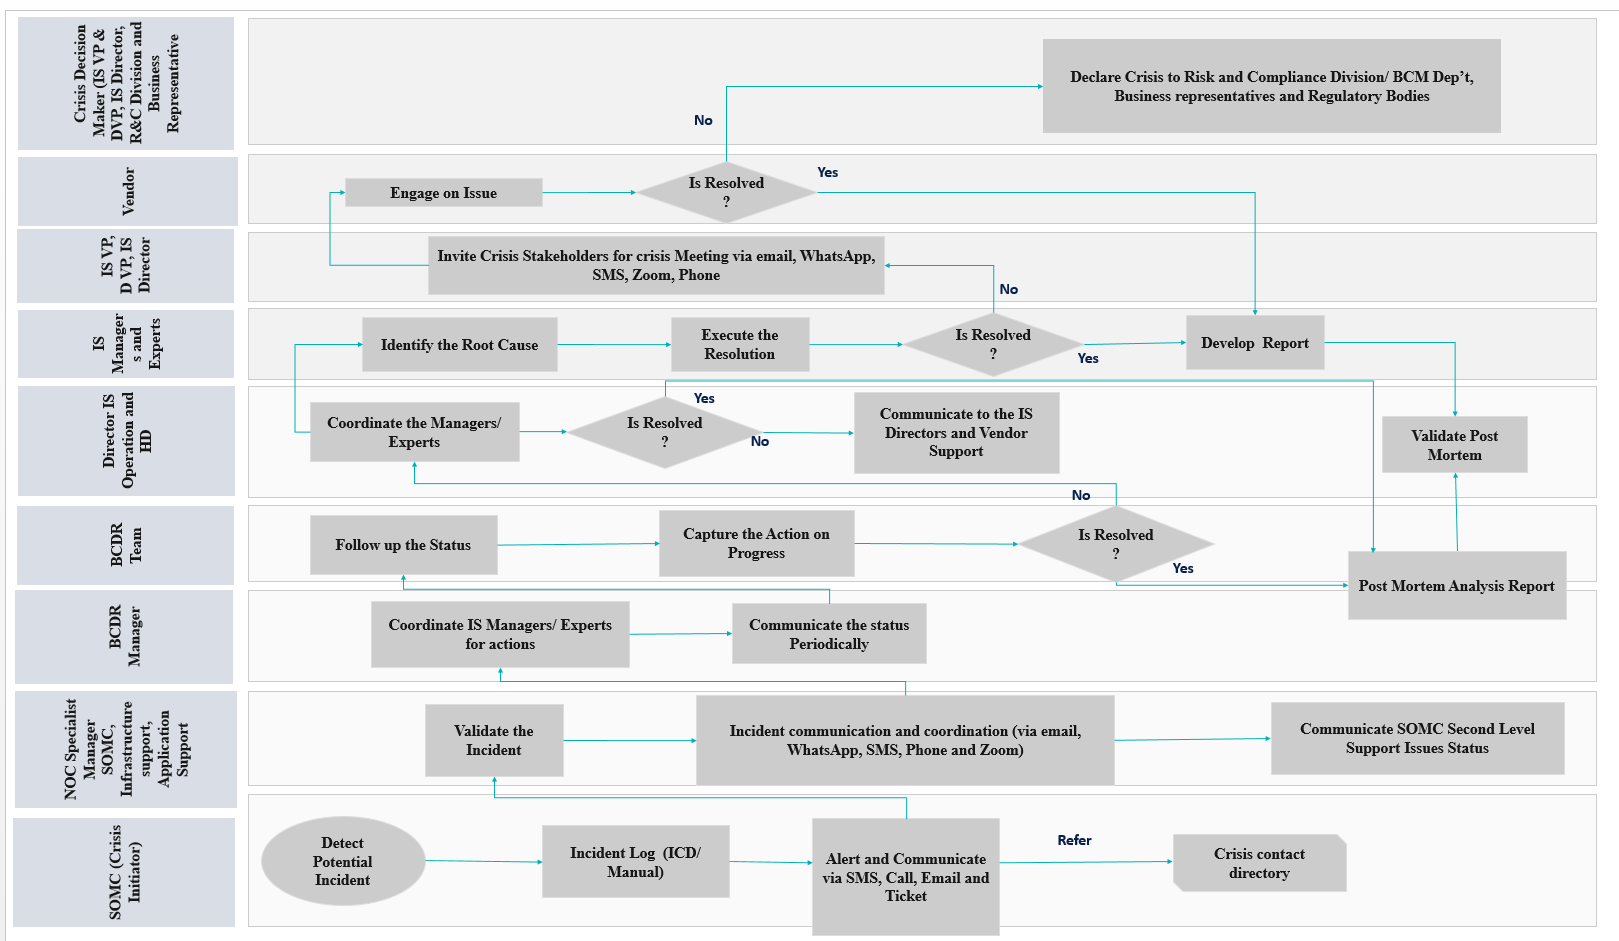 Crisis Decision
Maker (IS VP &
DVP, IS Director,
R&C Division and
Business
Representative
Declare Crisis to Risk and Compliance Division/ BCM Dep’t,
Business representatives and Regulatory Bodies
No
Vendor
Engage on Issue
Is Resolved
?
Yes
IS VP,
D VP, IS
Director
Invite Crisis Stakeholders for crisis Meeting via email, WhatsApp,
SMS, Zoom, Phone
No
IS
Manager
s and
Experts
Identify the Root Cause
Execute the
Resolution
Is Resolved
?
Yes
Develop  Report
Director IS
Operation and
HD
Coordinate the Managers/
Experts
Is Resolved
?
Yes
No
Communicate to the IS
Directors and Vendor
Support
Validate Post
Mortem
No
BCDR
Team
Follow up the Status
Capture the Action on
Progress
Is Resolved
?
Yes
Post Mortem Analysis Report
BCDR
Manager
Coordinate IS Managers/ Experts
for actions
Communicate the status
Periodically
NOC Specialist
Manager
SOMC,
Infrastructure
support,
Application
Support
Validate the
Incident
Incident communication and coordination (via email,
WhatsApp, SMS, Phone and Zoom)
Communicate SOMC Second Level
Support Issues Status
SOMC (Crisis
Initiator)
Detect
Potential
Incident
Incident Log  (ICD/
Manual)
Alert and Communicate
via SMS, Call, Email and
Ticket
Refer
Crisis contact
directory